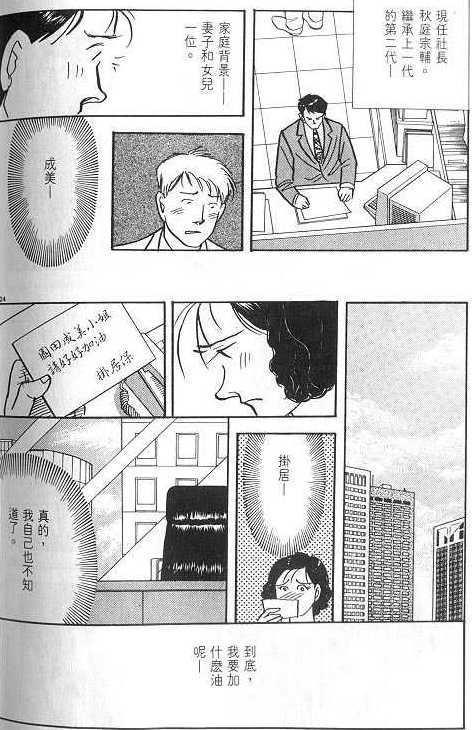 現任社長
秋庭宗輔。
繼承上一代
的第二代—
家庭背景——
妻子和女兒
一位。
成美—
24
園田成美小姐
請好好加油
掛居保
掛居—
真的，
我自己也不知
道了。
到底，
我要加
什麼油
呢—